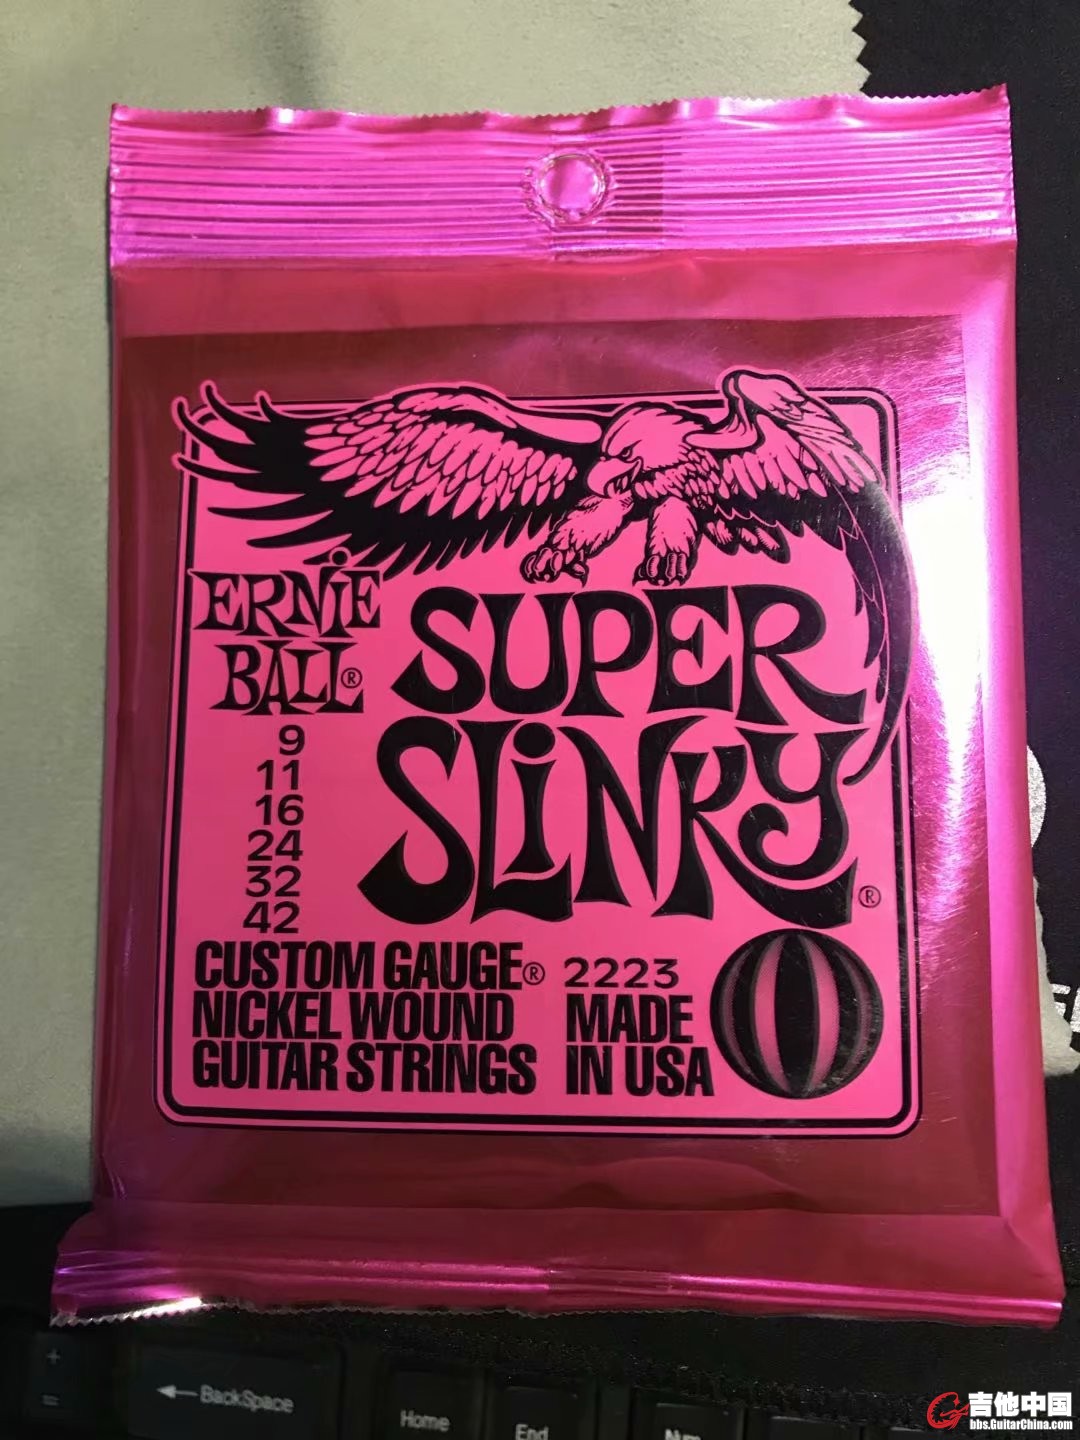 ERNIE
BALL®
SUPER
SLINKY®
9
11
16
24
32
42
CUSTOM GAUGE®
NICKEL WOUND
GUITAR STRINGS
2223
MADE
IN USA
+
=
BackSpace
Home
End
Num
吉他中国
bbs.GuitarChina.com